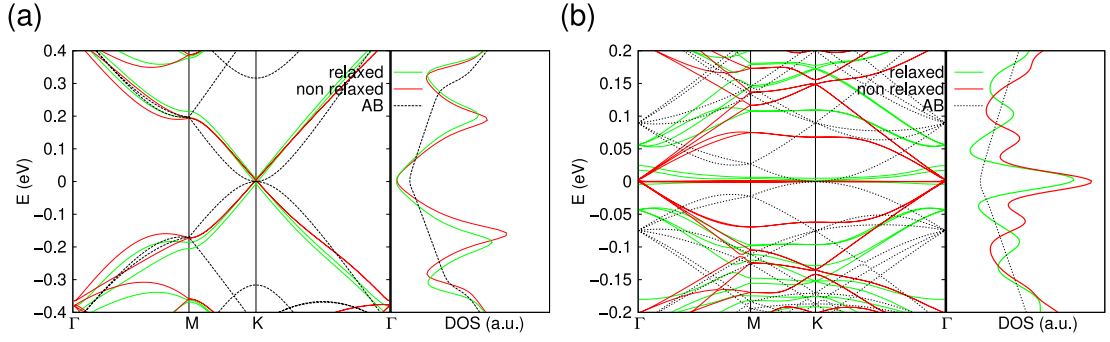 (a)
E (eV)
0.4
0.3
0.2
0.1
0
−0.1
−0.2
−0.3
−0.4
relaxed
non relaxed
AB
Γ M K Γ DOS (a.u.)
(b)
E (eV)
0.2
0.15
0.1
0.05
0
−0.05
−0.1
−0.15
−0.2
relaxed
non relaxed
AB
Γ M K Γ DOS (a.u.)